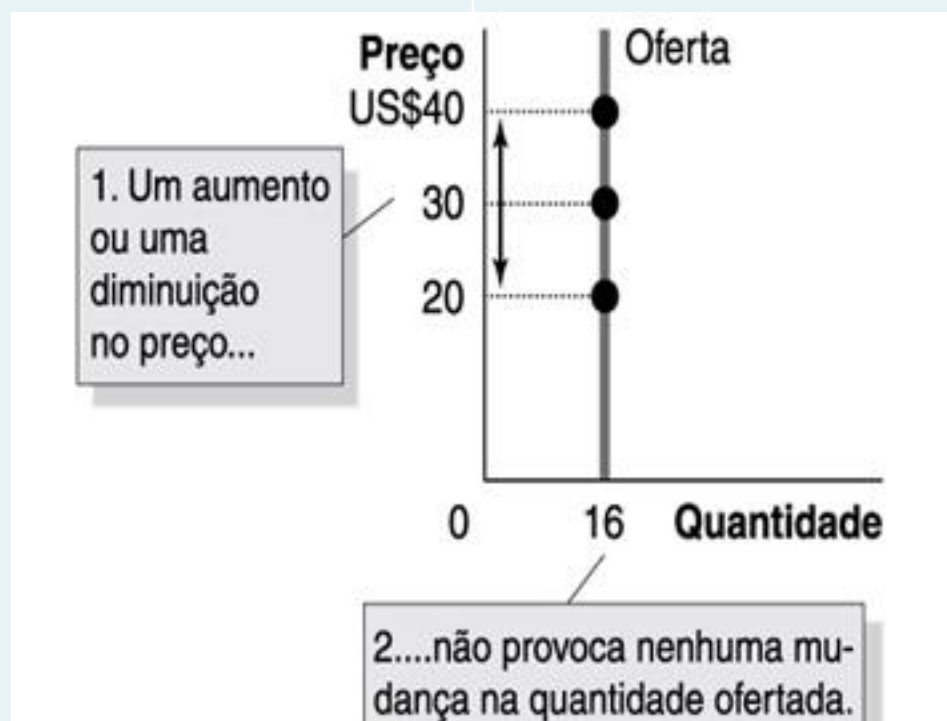 Preço
Oferta
US$40
1. Um aumento
ou uma
diminuição
no preço...
30
20
0
16
Quantidade
2....não provoca nenhuma mu-
dança na quantidade ofertada.